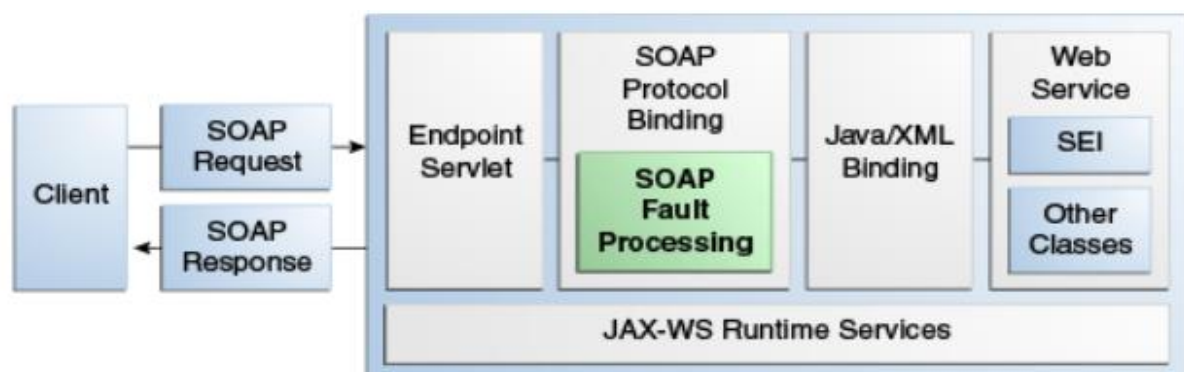 Client
SOAP
Request
SOAP
Response
Endpoint
Servlet
SOAP
Protocol
Binding
SOAP
Fault
Processing
Java/XML
Binding
Web
Service
SEI
Other
Classes
JAX-WS Runtime Services